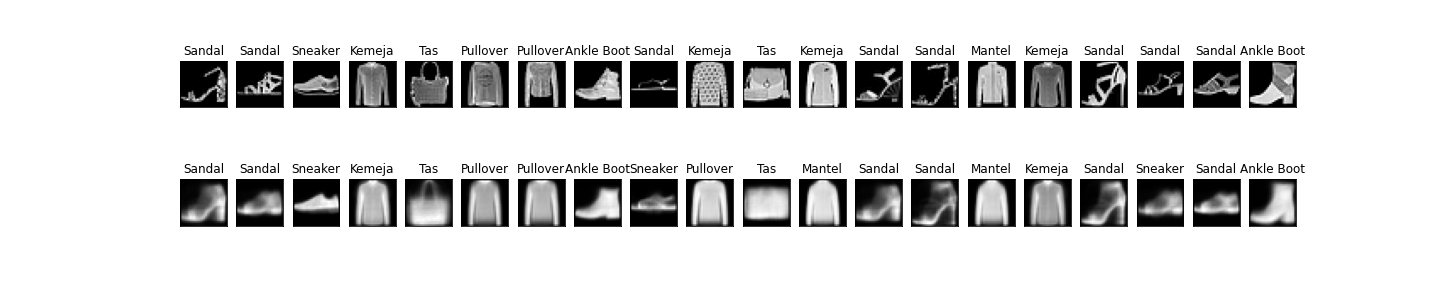 Sandal Sandal Sneaker Kemeja Tas Pullover Pullover Ankle Boot Sandal Kemeja Tas Kemeja Sandal Sandal Mantel Kemeja Sandal Sandal Sandal Ankle Boot
Sandal Sandal Sneaker Kemeja Tas Pullover Pullover Ankle Boot Sneaker Pullover Tas Mantel Sandal Sandal Mantel Kemeja Sandal Sneaker Sandal Ankle Boot